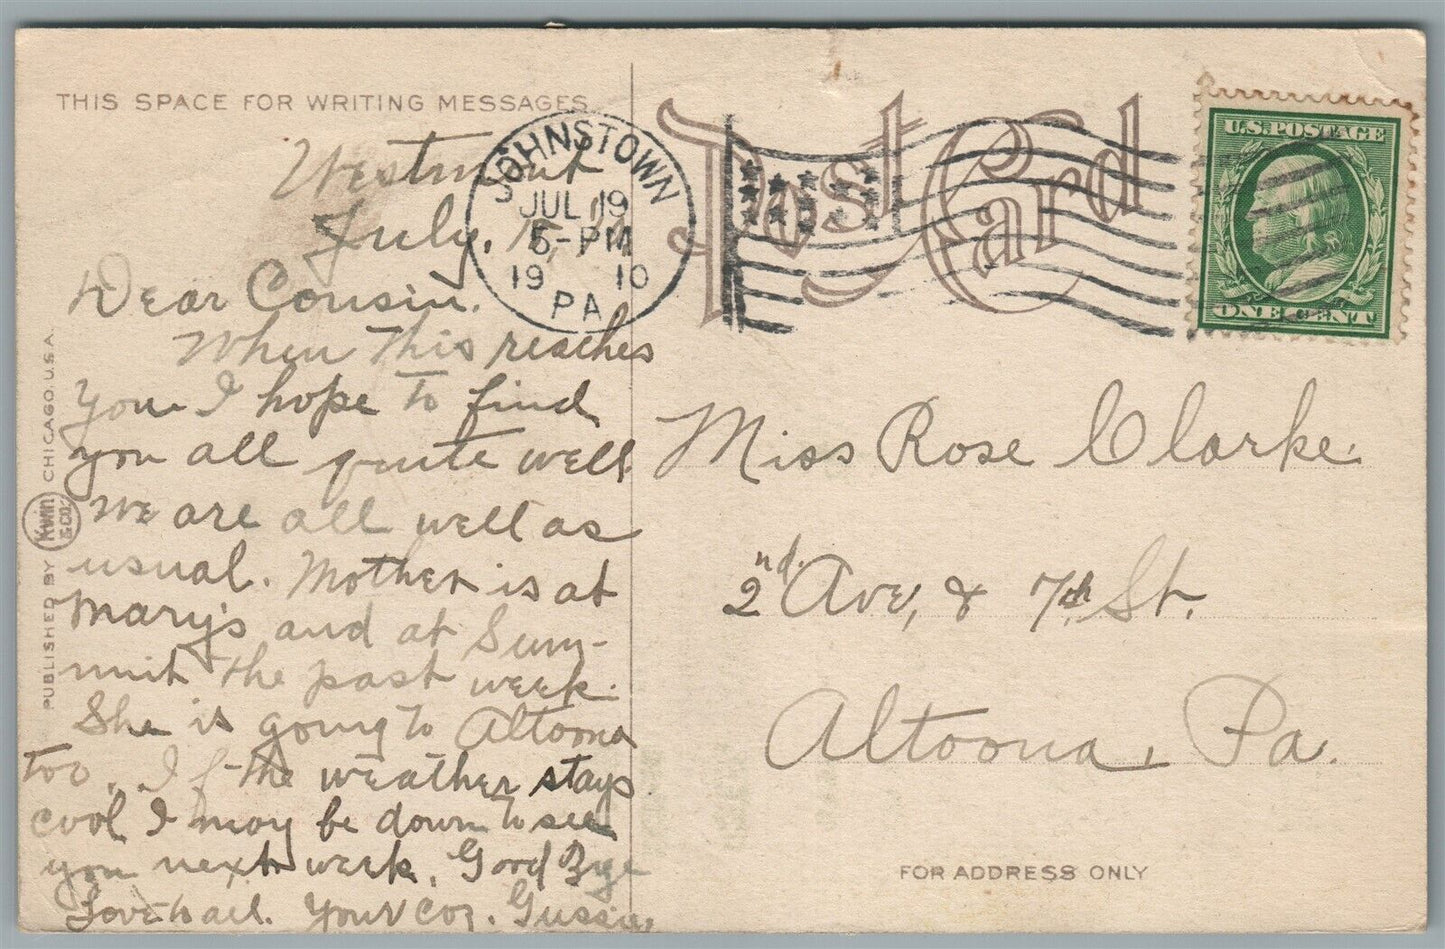 THIS SPACE FOR WRITING MESSAGES
Westmont
July,
Dear Cousin.
When this reaches
you I hope to find
you all quite well
we are all well as
usual. Mother is at
Mary's and at Sum-
mit the past week.
She is going to Altoona
too. If the weather stays
cool I may be down to see
you next week. Good Bye
Love to all. Your Coz. Gussie
PUBLISHED BY KWIN & CO. CHICAGO U.S.A.
JOHNSTOWN
JUL 19
5-PM
19 10
PA
Post Card
U.S. POSTAGE
ONE CENT
Miss Rose Clarke.
2nd. Ave, & 7th St.
Altoona, Pa.
FOR ADDRESS ONLY